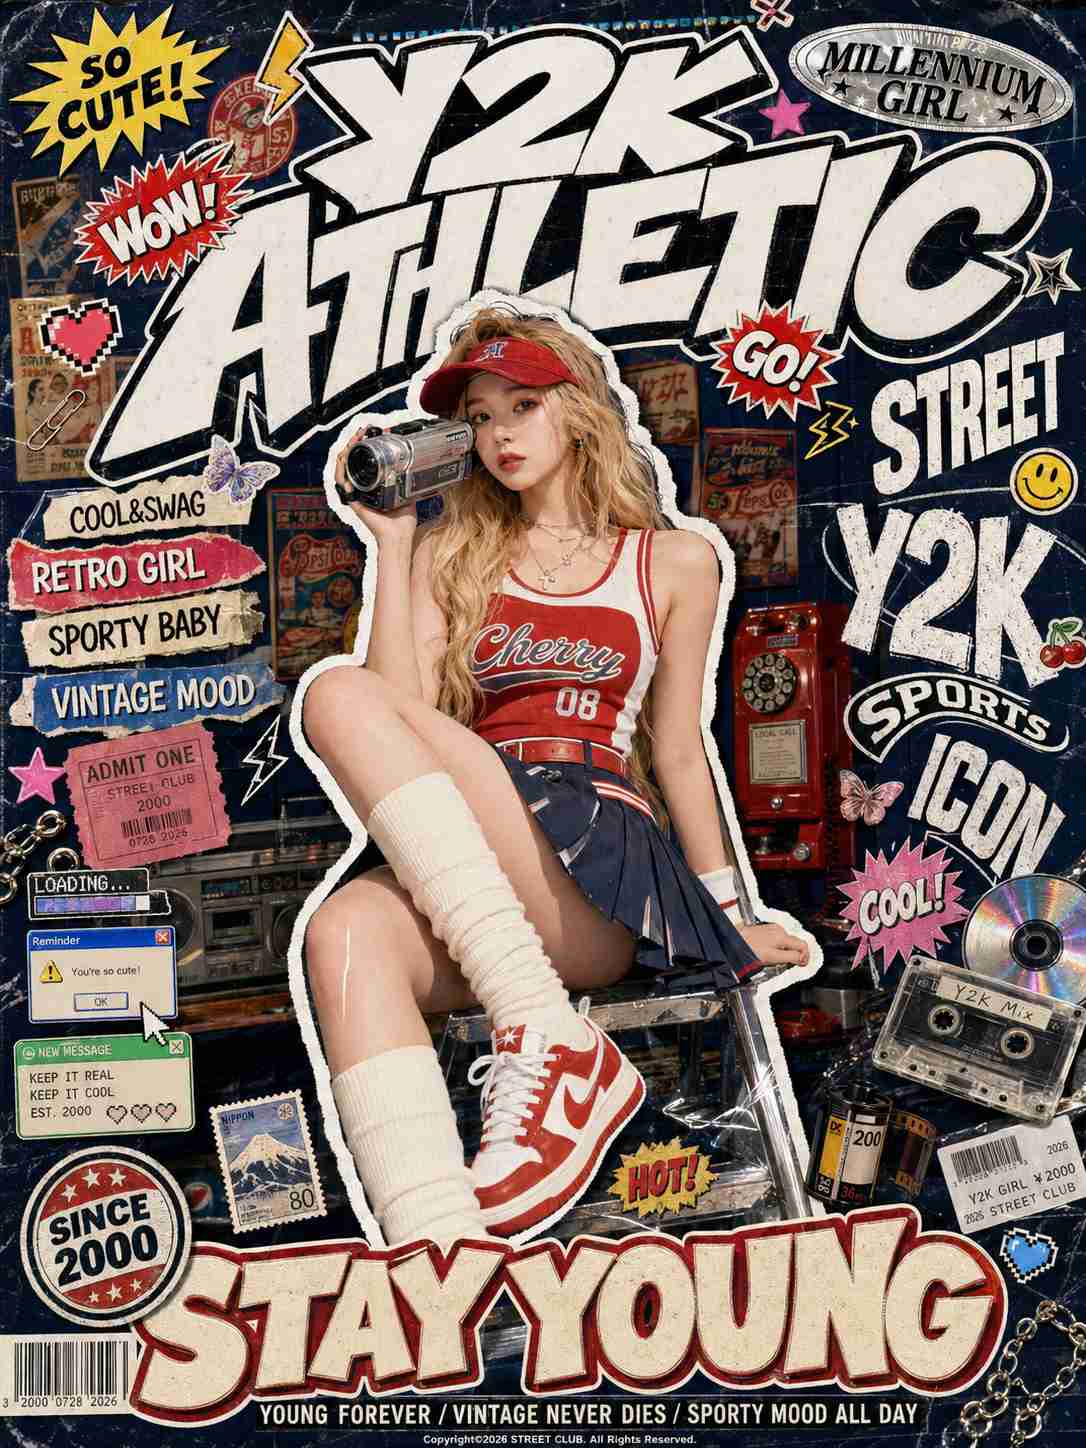 SO
CUTE!
Y2K
ATHLETIC
MILLENNIUM
GIRL
WOW!
GO!
STREET
Y2K
SPORTS
ICON
COOL&SWAG
RETRO GIRL
SPORTY BABY
VINTAGE MOOD
Cherry
08
LOCAL CALL
ADMIT ONE
STREET CLUB
2000
0728 2026
LOADING...
Reminder
You're so cute!
OK
NEW MESSAGE
KEEP IT REAL
KEEP IT COOL
EST. 2000
COOL!
Y2K Mix
NIPPON
80
200
HOT!
2026
Y2K GIRL ¥2000
2026 STREET CLUB
SINCE
2000
STAY YOUNG
3 2000 0728 2026
YOUNG FOREVER / VINTAGE NEVER DIES / SPORTY MOOD ALL DAY
Copyright©2026 STREET CLUB. All Rights Reserved.